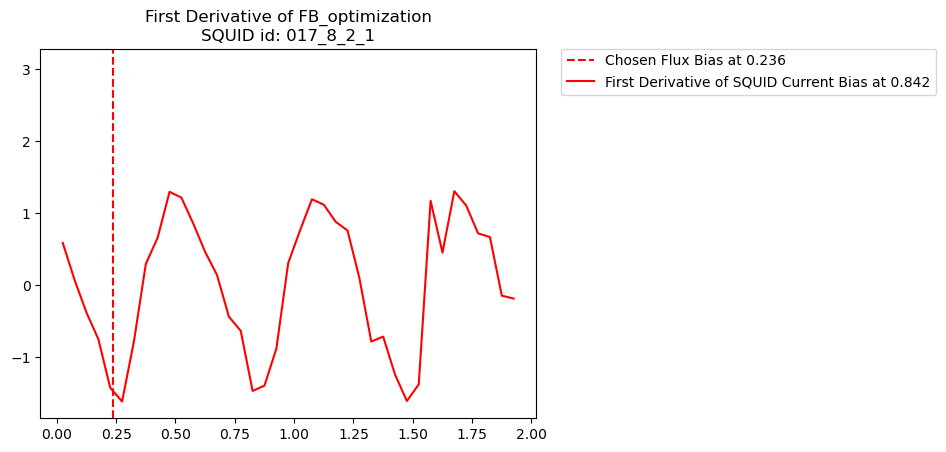 First Derivative of FB_optimization
SQUID id: 017_8_2_1
Chosen Flux Bias at 0.236
First Derivative of SQUID Current Bias at 0.842
3
2
1
0
−1
0.00 0.25 0.50 0.75 1.00 1.25 1.50 1.75 2.00